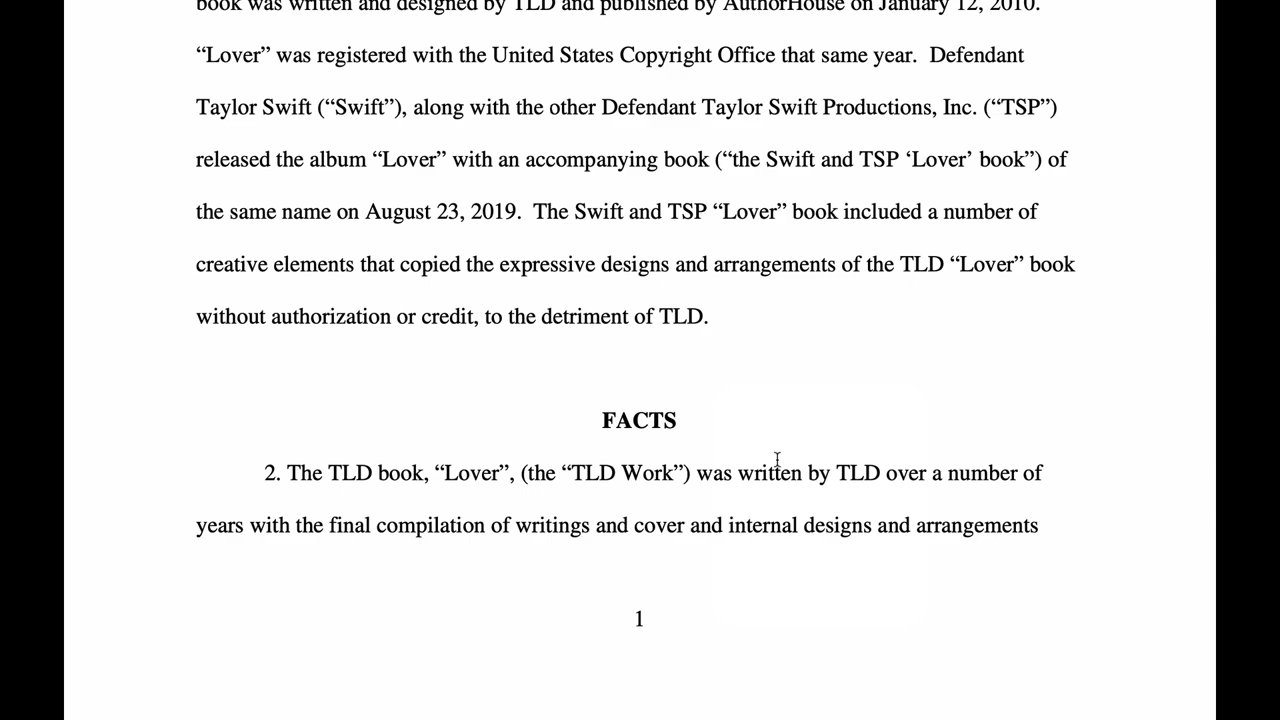 book was written and designed by TLD and published by AuthorHouse on January 12, 2010.
“Lover” was registered with the United States Copyright Office that same year.  Defendant
Taylor Swift (“Swift”), along with the other Defendant Taylor Swift Productions, Inc. (“TSP”)
released the album “Lover” with an accompanying book (“the Swift and TSP ‘Lover’ book”) of
the same name on August 23, 2019.  The Swift and TSP “Lover” book included a number of
creative elements that copied the expressive designs and arrangements of the TLD “Lover” book
without authorization or credit, to the detriment of TLD.
FACTS
2. The TLD book, “Lover”, (the “TLD Work”) was written by TLD over a number of
years with the final compilation of writings and cover and internal designs and arrangements
1